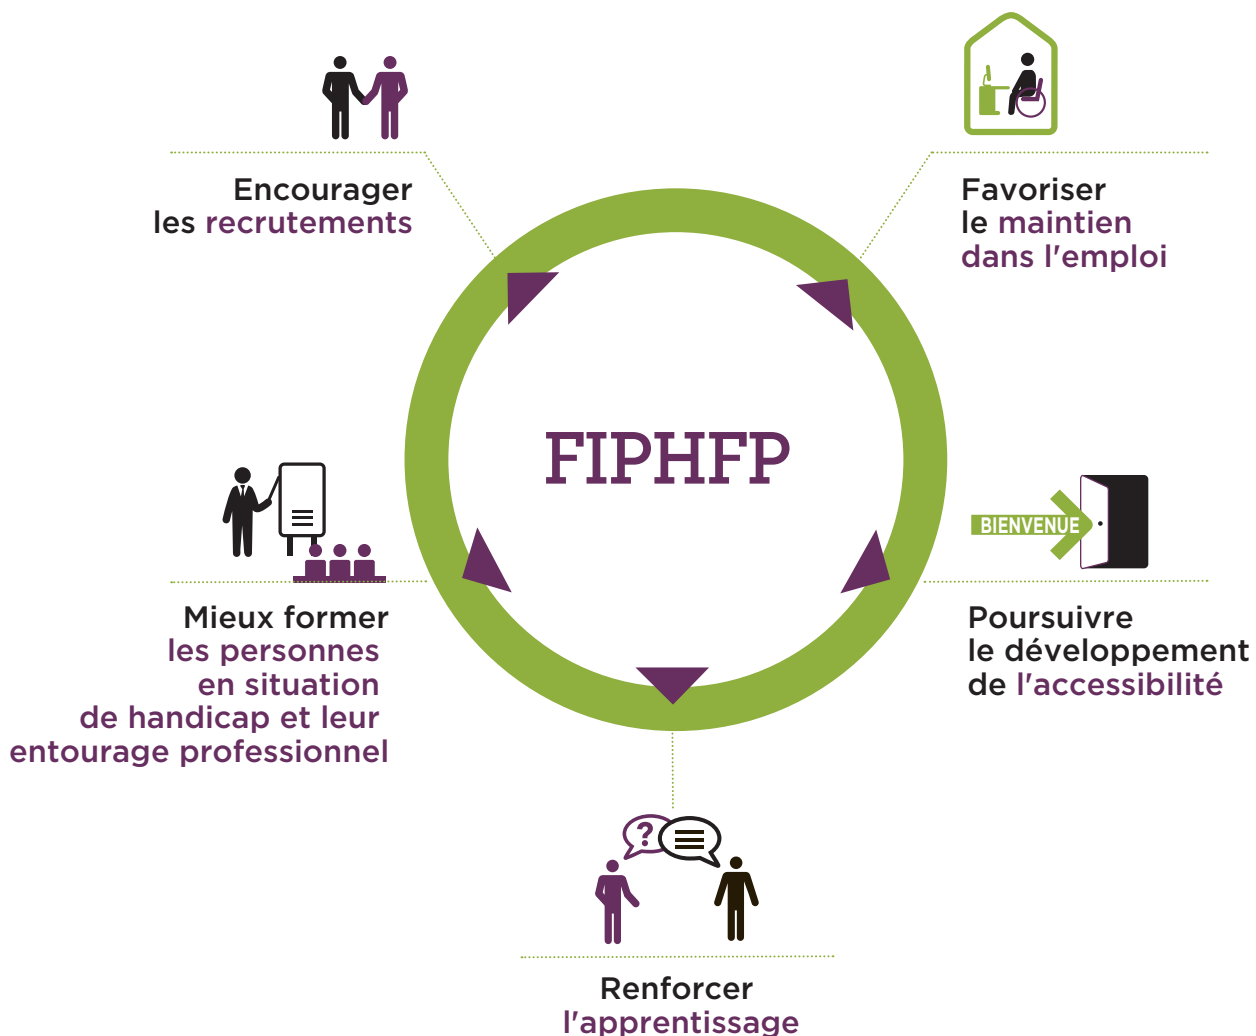 Encourager
les recrutements
Favoriser
le maintien
dans l'emploi
FIPHFP
BIENVENUE
Mieux former
les personnes
en situation
de handicap et leur
entourage professionnel
Poursuivre
le développement
de l'accessibilité
?
Renforcer
l'apprentissage